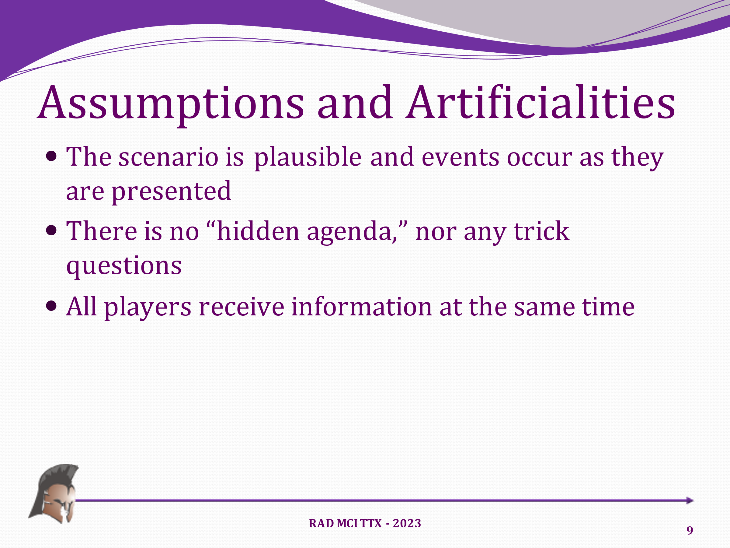 Assumptions and Artificialities
● The scenario is plausible and events occur as they
are presented
● There is no “hidden agenda,” nor any trick
questions
● All players receive information at the same time
RAD MCI TTX - 2023
9